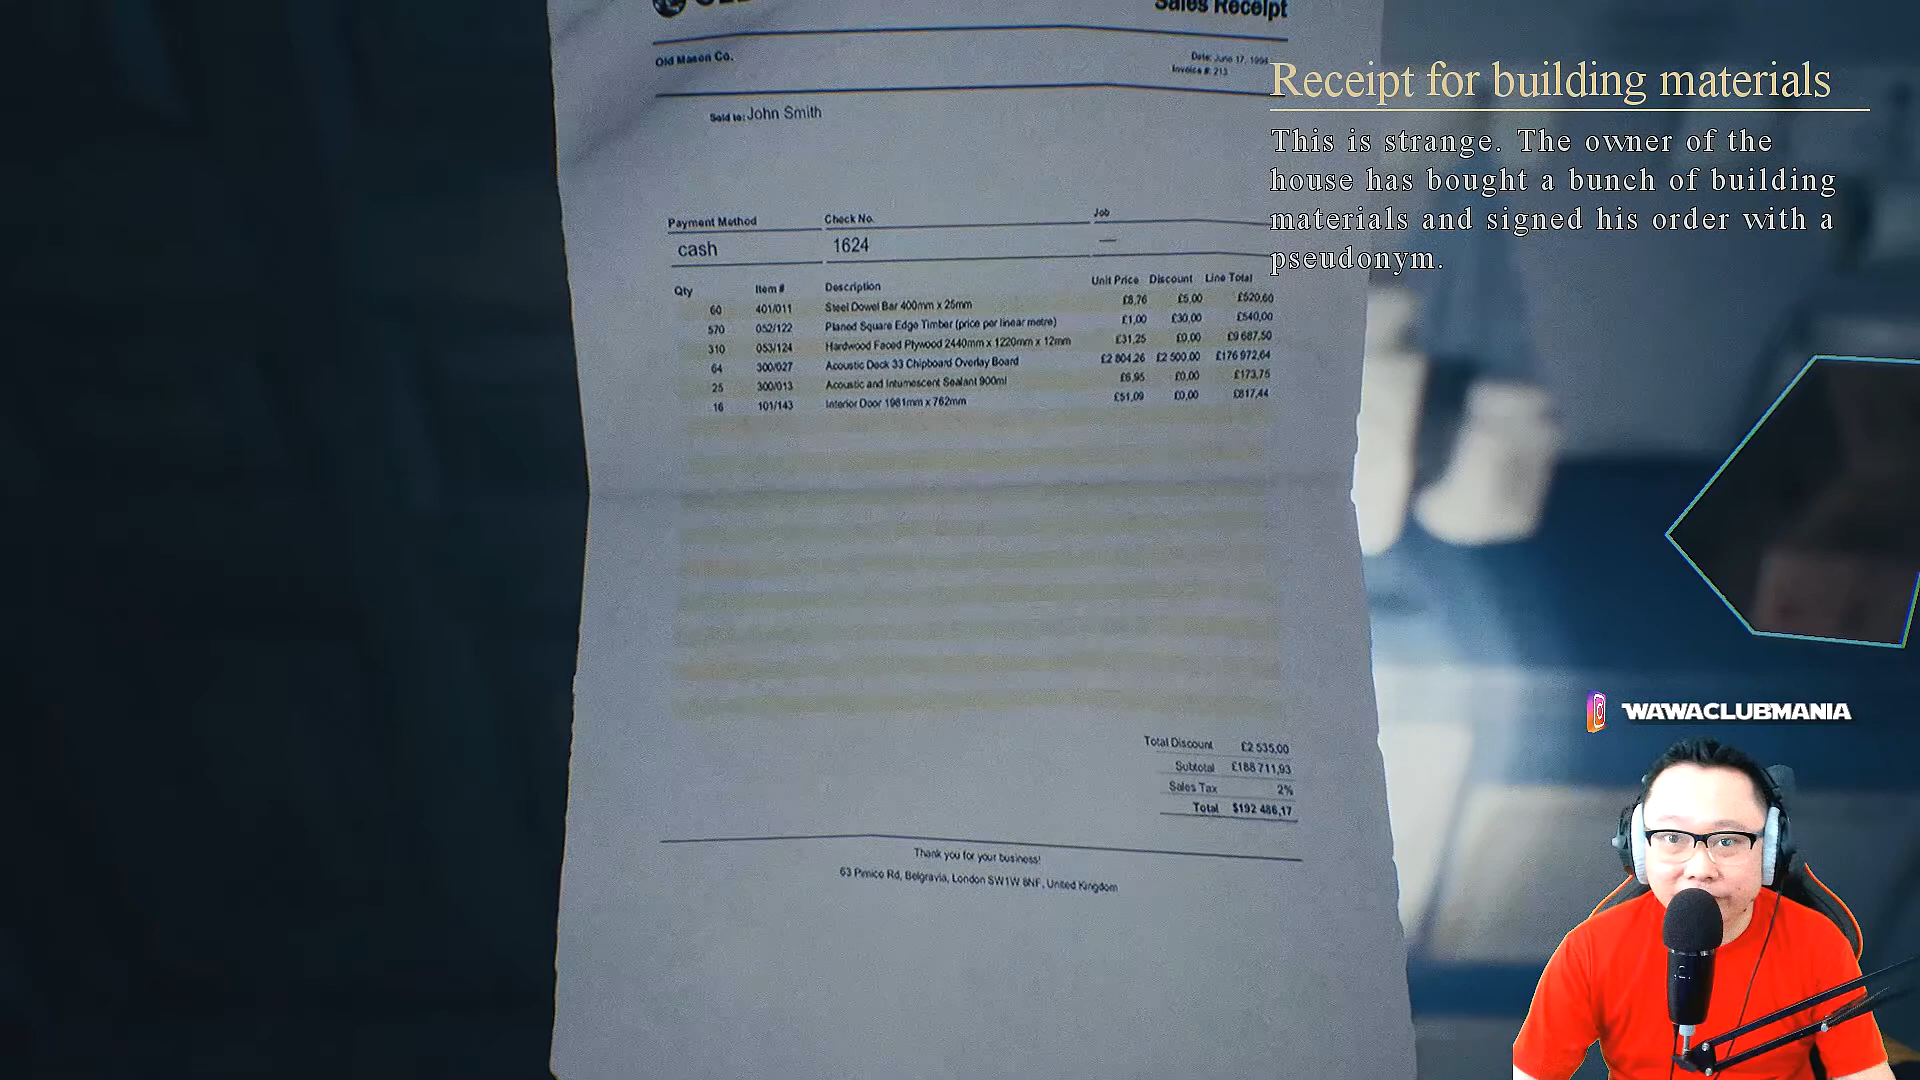 Sales Receipt
Old Mason Co.
Date: June 17, 1994
Invoice #: 213
Receipt for building materials
This is strange. The owner of the
house has bought a bunch of building
materials and signed his order with a
pseudonym.
Sold to: John Smith
Payment Method Check No. Job
cash 1624 —
Qty Item # Description Unit Price Discount Line Total
60 401/011 Steel Dowel Bar 400mm x 25mm £8,76 £5,00 £520,60
570 052/122 Planed Square Edge Timber (price per linear metre) £1,00 £30,00 £540,00
310 053/124 Hardwood Faced Plywood 2440mm x 1220mm x 12mm £31,25 £0,00 £9 687,50
64 300/027 Acoustic Deck 33 Chipboard Overlay Board £2 804,26 £2 500,00 £176 972,64
25 300/013 Acoustic and Intumescent Sealant 900ml £6,95 £0,00 £173,75
16 101/143 Interior Door 1981mm x 762mm £51,09 £0,00 £817,44
WAWACLUBMANIA
Total Discount £2 535,00
Subtotal £188 711,93
Sales Tax 2%
Total $192 486,17
Thank you for your business!
63 Pimlico Rd, Belgravia, London SW1W 8NF, United Kingdom